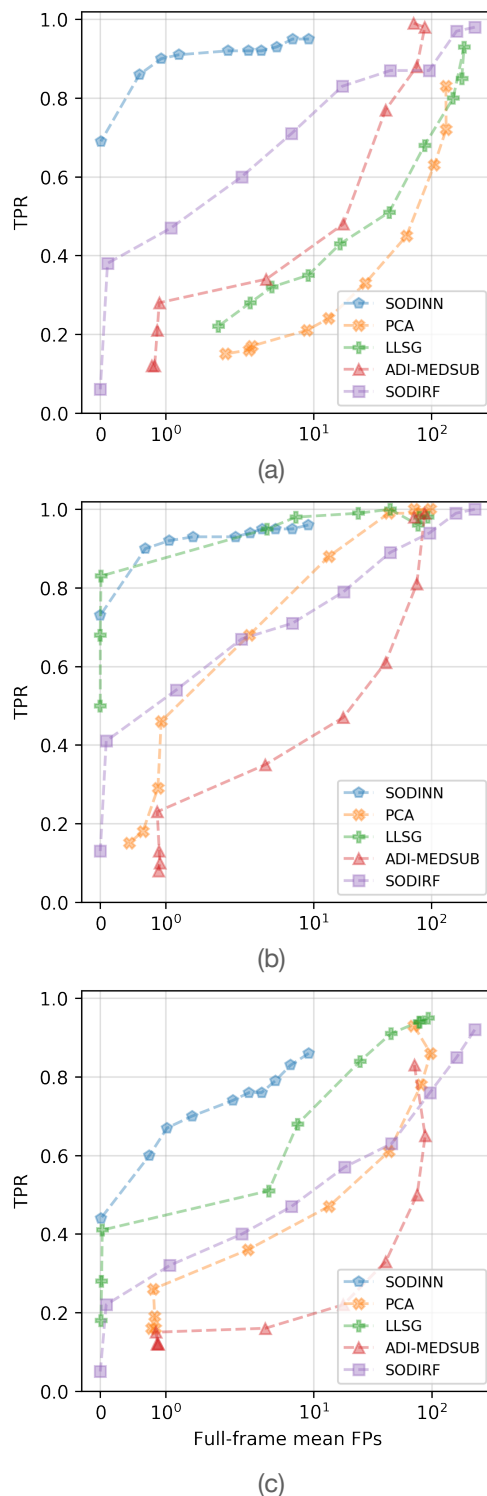 1.0
0.8
0.6
0.4
0.2
0.0
TPR
SODINN
PCA
LLSG
ADI-MEDSUB
SODIRF
0 10⁰ 10¹ 10²
(a)
1.0
0.8
0.6
0.4
0.2
0.0
TPR
SODINN
PCA
LLSG
ADI-MEDSUB
SODIRF
0 10⁰ 10¹ 10²
(b)
1.0
0.8
0.6
0.4
0.2
0.0
TPR
SODINN
PCA
LLSG
ADI-MEDSUB
SODIRF
0 10⁰ 10¹ 10²
Full-frame mean FPs
(c)